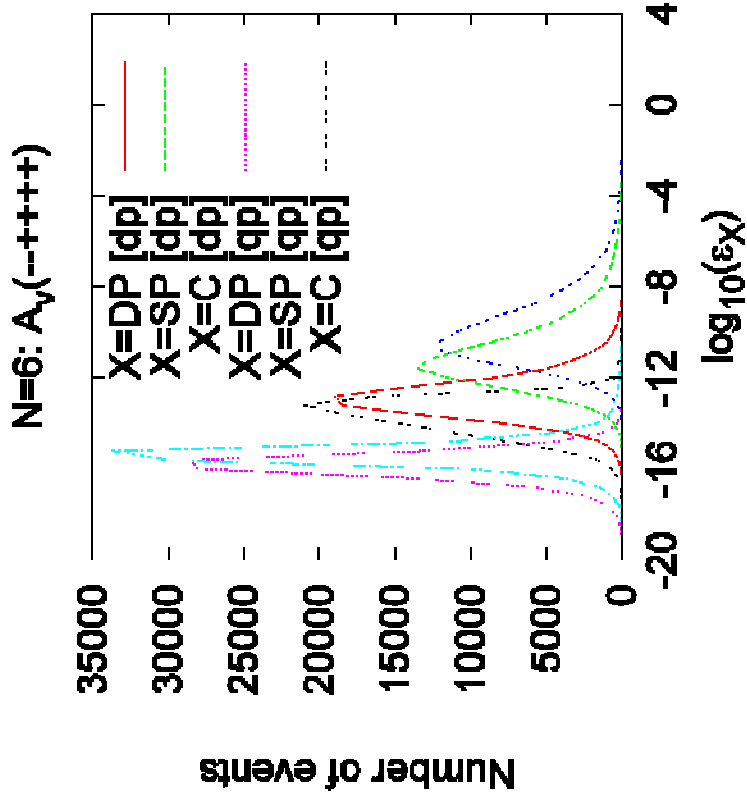 N=6: Av(--++++)
X=DP [dp]
X=SP [dp]
X=C [dp]
X=DP [qp]
X=SP [qp]
X=C [qp]
35000
30000
25000
20000
15000
10000
5000
0
Number of events
-20
-16
-12
-8
-4
0
4
log10(εX)